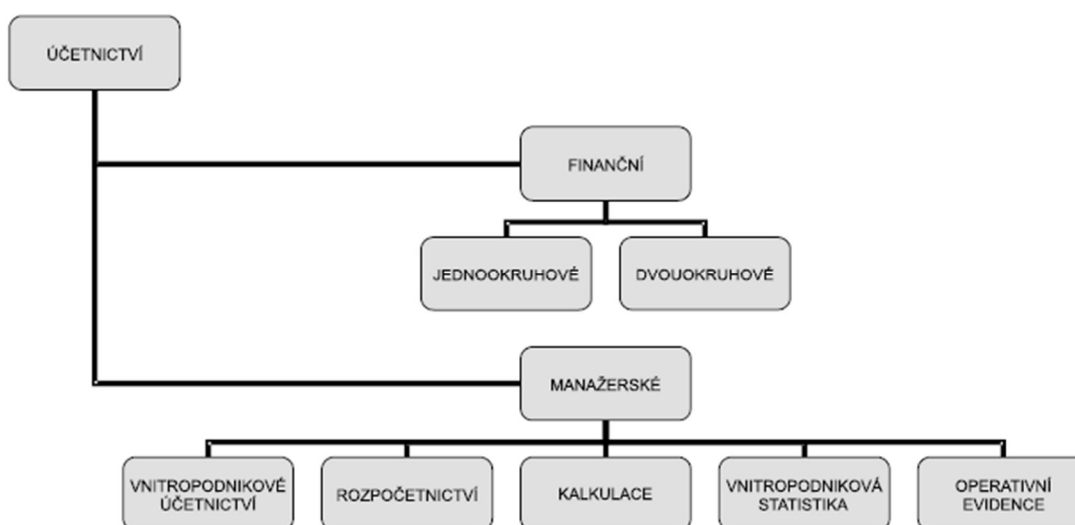 ÚČETNICTVÍ
FINANČNÍ
JEDNOOKRUHOVÉ
DVOUOKRUHOVÉ
MANAŽERSKÉ
VNITROPODNIKOVÉ
ÚČETNICTVÍ
ROZPOČETNICTVÍ
KALKULACE
VNITROPODNIKOVÁ
STATISTIKA
OPERATIVNÍ
EVIDENCE